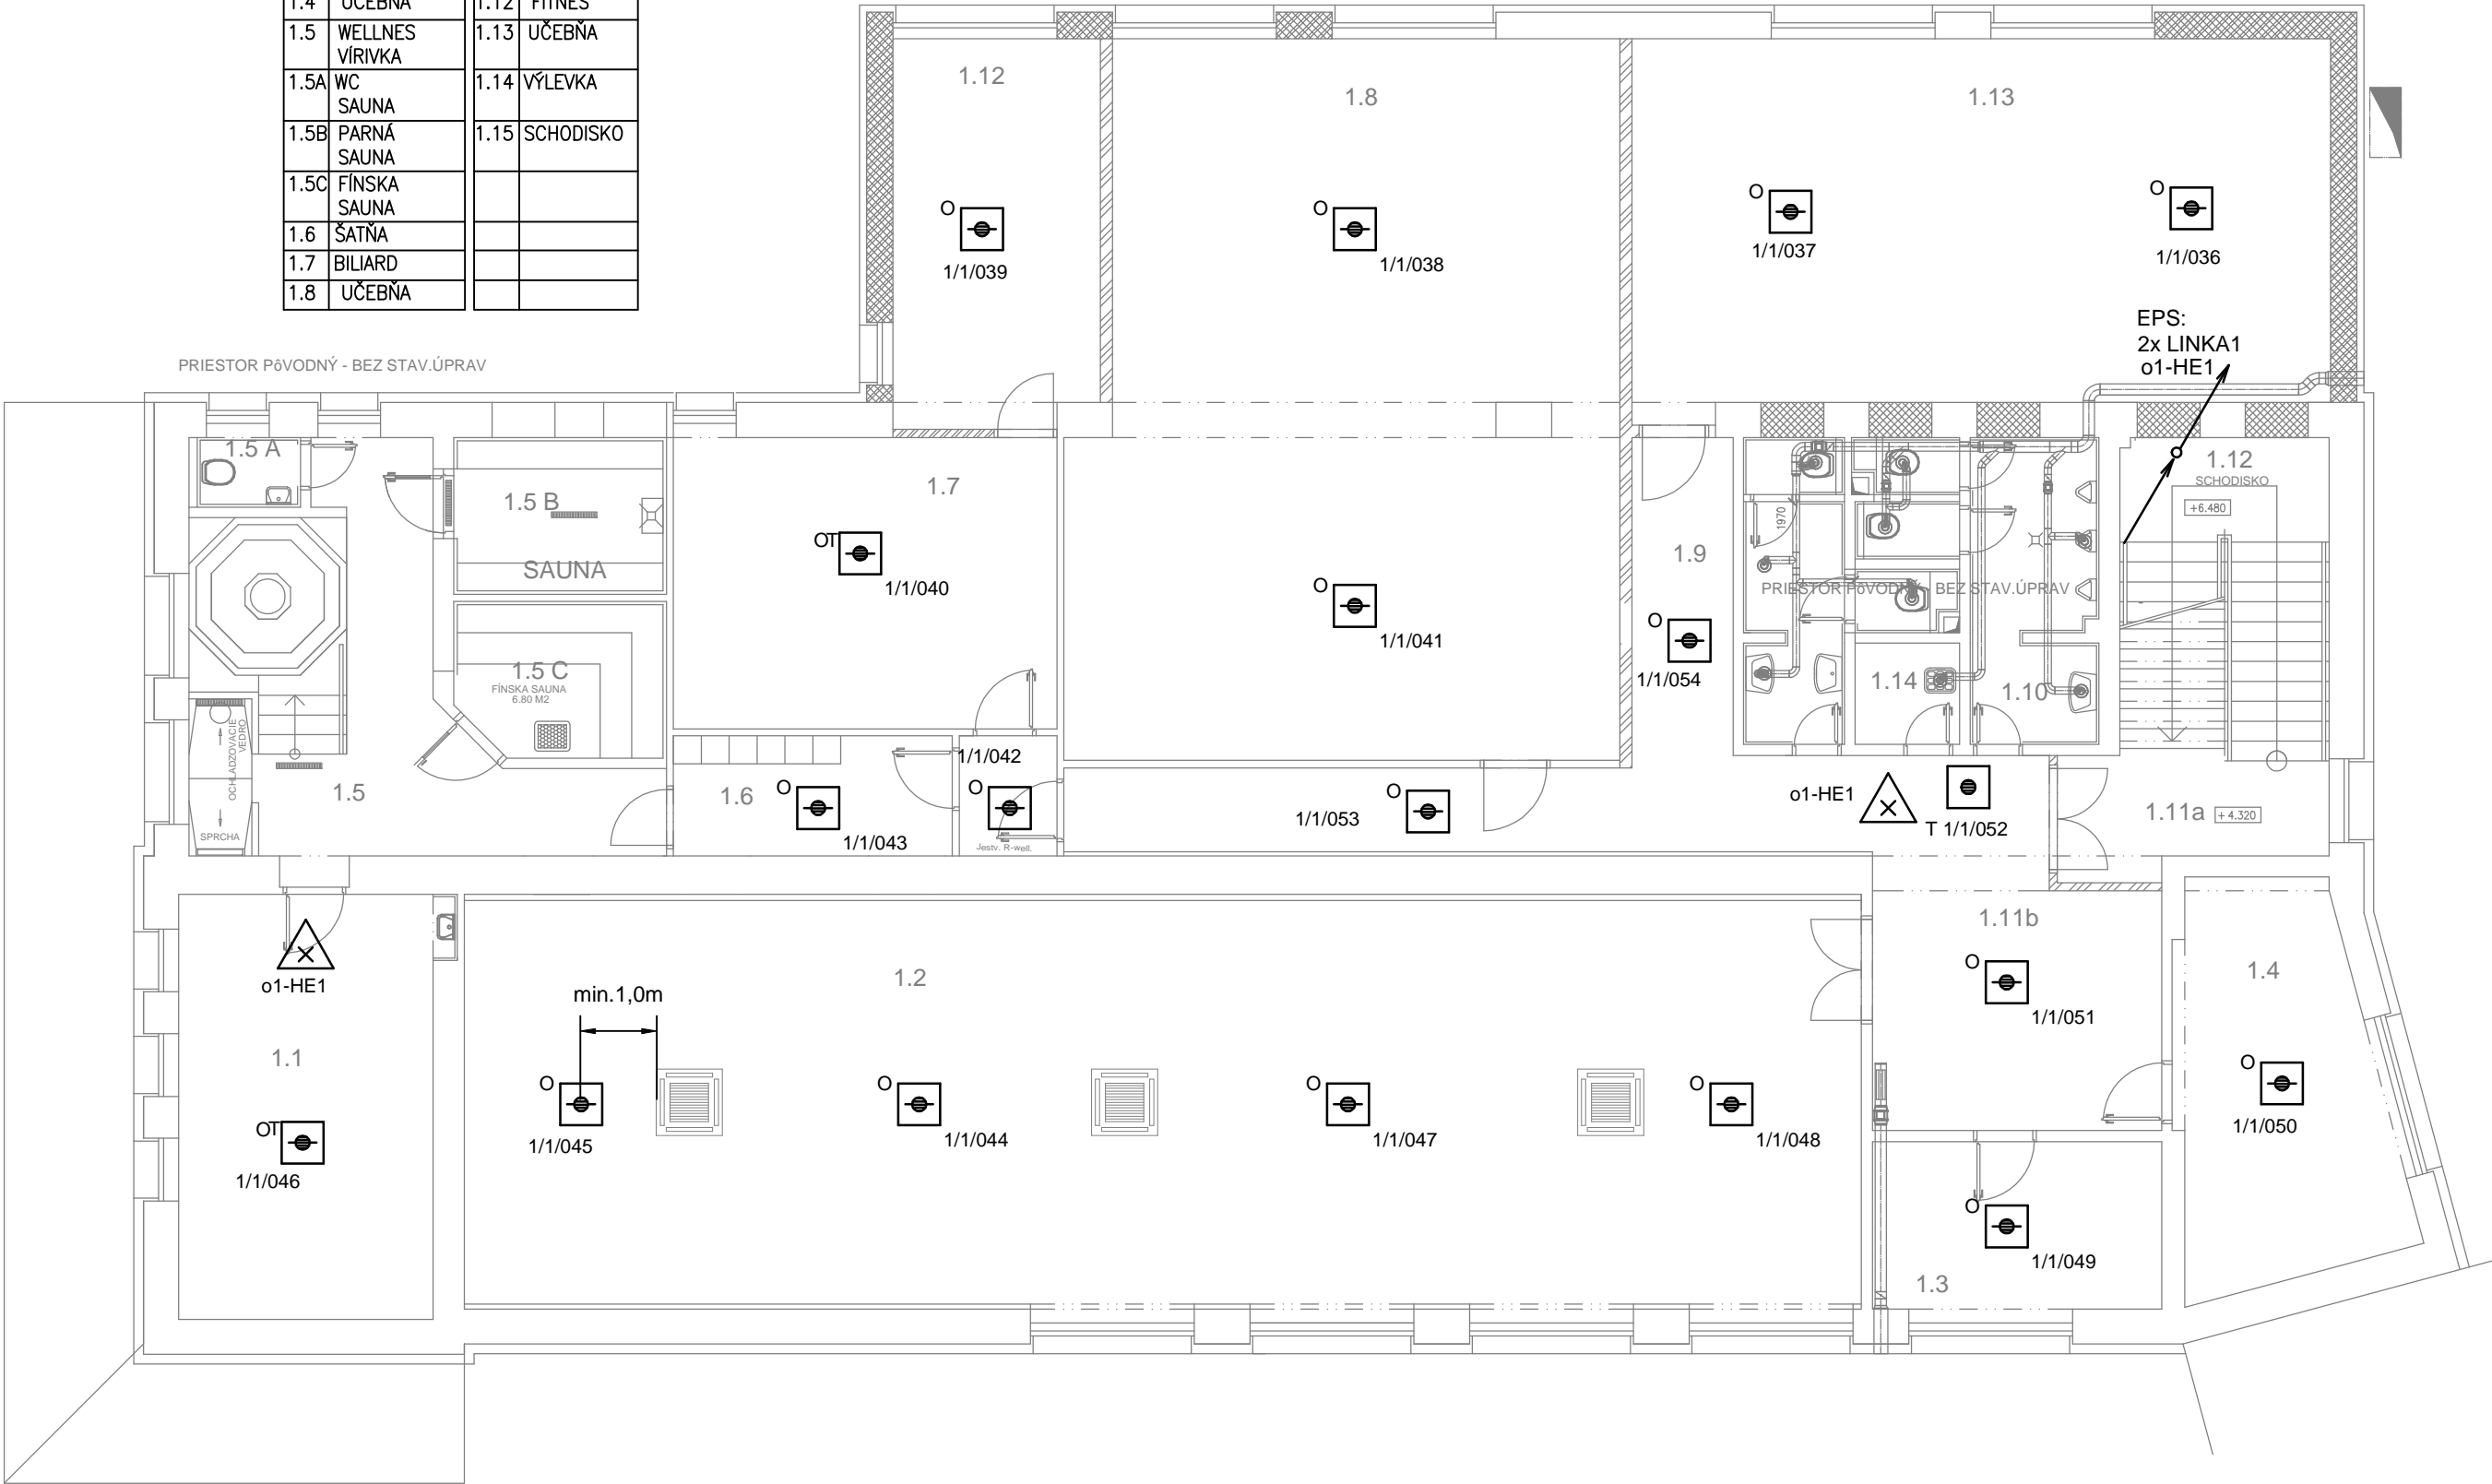 1.4 UČEBŇA 1.12 FITNES
1.5 WELLNES 1.13 UČEBŇA
VÍRIVKA
1.5A WC 1.14 VÝLEVKA
SAUNA
1.5B PARNÁ 1.15 SCHODISKO
SAUNA
1.5C FÍNSKA
SAUNA
1.6 ŠATŇA
1.7 BILIARD
1.8 UČEBŇA
PRIESTOR PôVODNÝ - BEZ STAV.ÚPRAV
1.12
1.8
1.13
O
1/1/039
O
1/1/038
O
1/1/037
O
1/1/036
EPS:
2x LINKA1
o1-HE1
1.5 A
1.5 B
SAUNA
1.5 C
FÍNSKA SAUNA
6.80 M2
OCHLADZOVACIE
VEDRO
SPRCHA
1.5
1.7
OT
1/1/040
O
1/1/041
1.9
O
1/1/054
1970
PRIESTOR PôVODNÝ - BEZ STAV.ÚPRAV
1.14
1.10
1.12
SCHODISKO
+6.480
1.6
O
1/1/043
1/1/042
O
Jestv. R-well.
1/1/053
O
o1-HE1
T 1/1/052
1.11a
+4.320
o1-HE1
1.1
OT
1/1/046
1.2
min.1,0m
O
1/1/045
O
1/1/044
O
1/1/047
O
1/1/048
1.11b
O
1/1/051
1.4
O
1/1/050
O
1/1/049
1.3